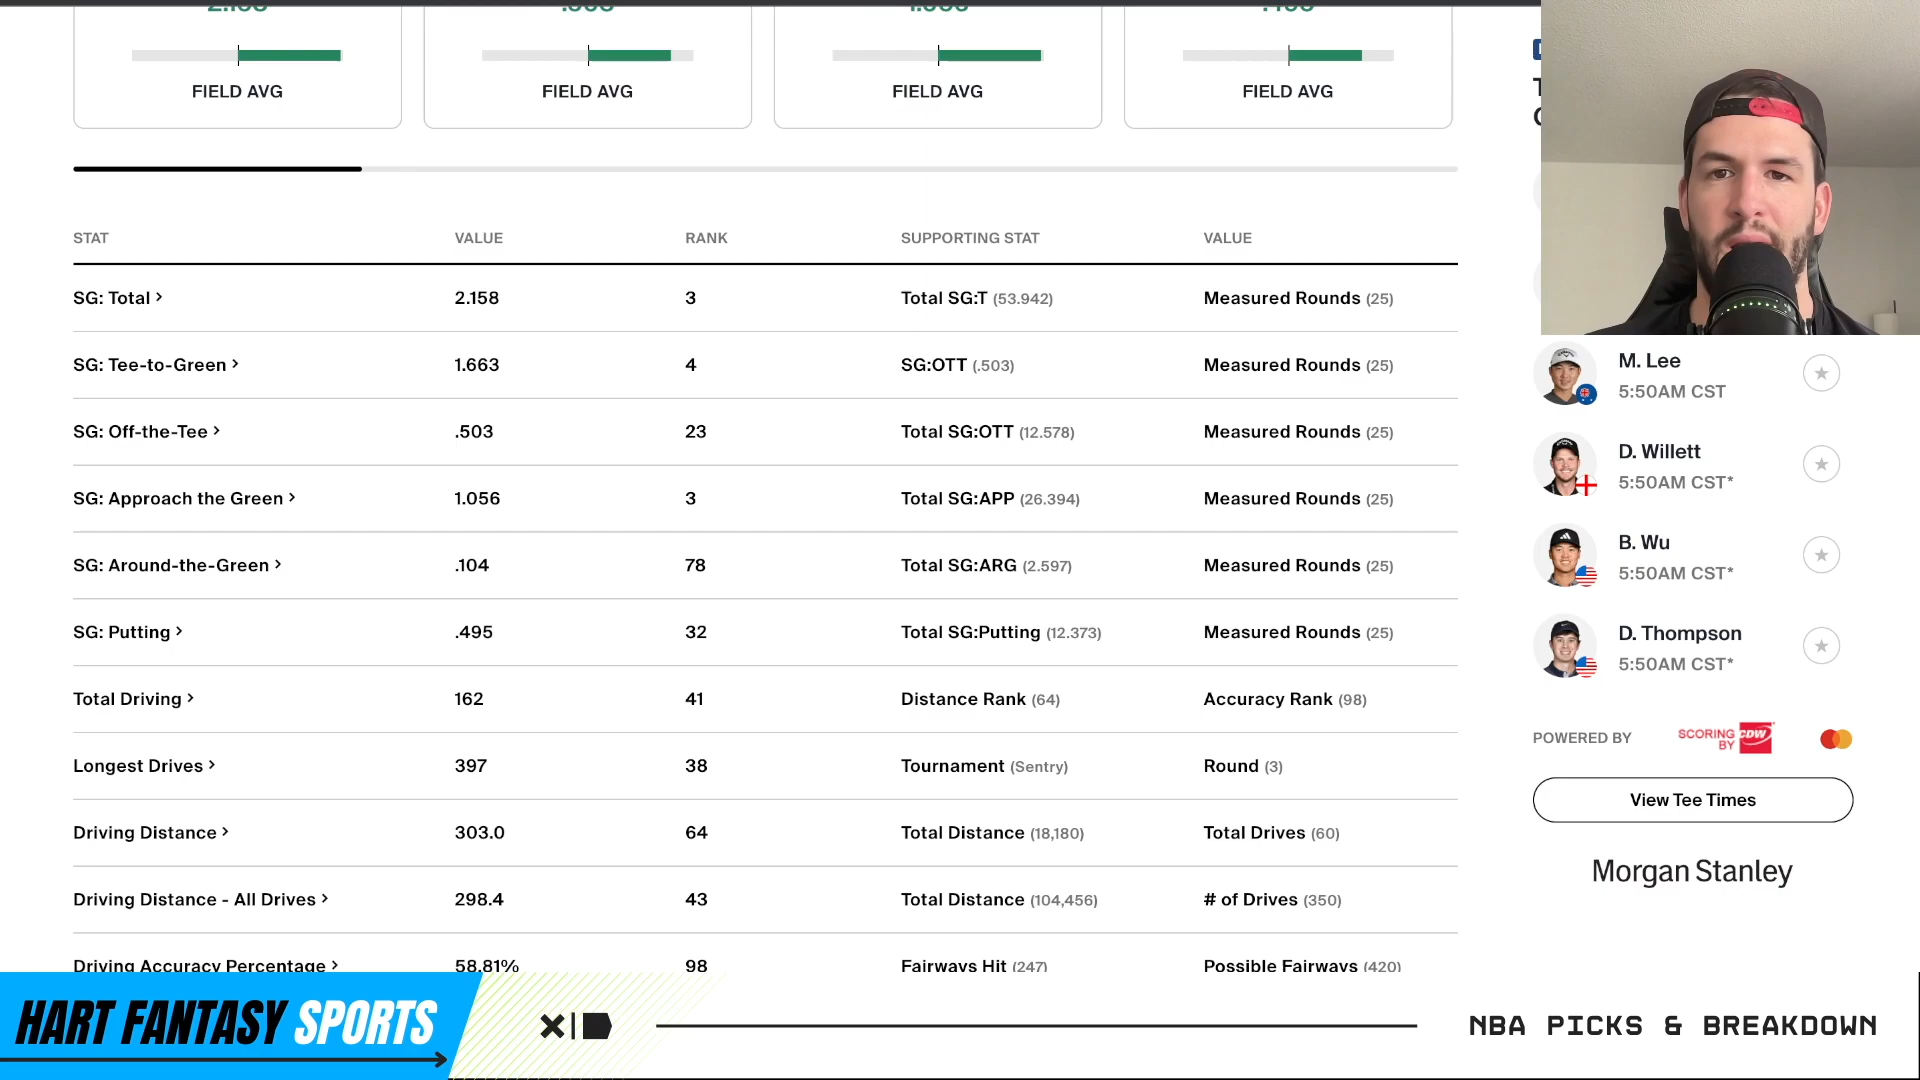 FIELD AVG
FIELD AVG
FIELD AVG
FIELD AVG
STAT VALUE RANK SUPPORTING STAT VALUE
SG: Total > 2.158 3 Total SG:T (53.942) Measured Rounds (25)
SG: Tee-to-Green > 1.663 4 SG:OTT (.503) Measured Rounds (25)
SG: Off-the-Tee > .503 23 Total SG:OTT (12.578) Measured Rounds (25)
SG: Approach the Green > 1.056 3 Total SG:APP (26.394) Measured Rounds (25)
SG: Around-the-Green > .104 78 Total SG:ARG (2.597) Measured Rounds (25)
SG: Putting > .495 32 Total SG:Putting (12.373) Measured Rounds (25)
Total Driving > 162 41 Distance Rank (64) Accuracy Rank (98)
Longest Drives > 397 38 Tournament (Sentry) Round (3)
Driving Distance > 303.0 64 Total Distance (18,180) Total Drives (60)
Driving Distance - All Drives > 298.4 43 Total Distance (104,456) # of Drives (350)
Driving Accuracy Percentage > 58.81% 98 Fairways Hit (247) Possible Fairways (420)
M. Lee
5:50AM CST
D. Willett
5:50AM CST*
B. Wu
5:50AM CST*
D. Thompson
5:50AM CST*
POWERED BY SCORING BY CDW
View Tee Times
Morgan Stanley
HART FANTASY SPORTS
NBA PICKS & BREAKDOWN